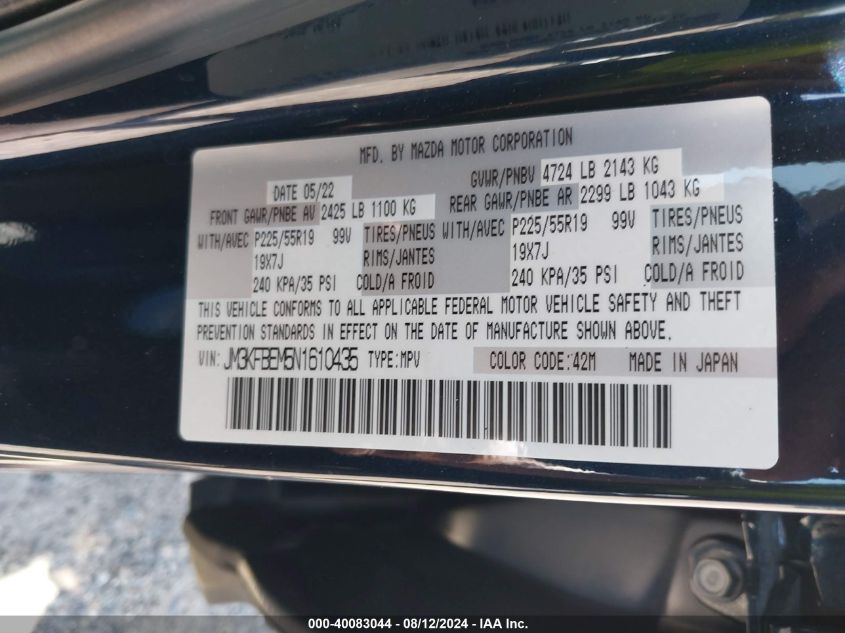 MFD. BY MAZDA MOTOR CORPORATION
DATE 05/22 GVWR/PNBV 4724 LB 2143 KG
FRONT GAWR/PNBE AV 2425 LB 1100 KG REAR GAWR/PNBE AR 2299 LB 1043 KG
WITH/AVEC P225/55R19 99V TIRES/PNEUS WITH/AVEC P225/55R19 99V TIRES/PNEUS
19X7J RIMS/JANTES 19X7J RIMS/JANTES
240 KPA/35 PSI COLD/A FROID 240 KPA/35 PSI COLD/A FROID
THIS VEHICLE CONFORMS TO ALL APPLICABLE FEDERAL MOTOR VEHICLE SAFETY AND THEFT
PREVENTION STANDARDS IN EFFECT ON THE DATE OF MANUFACTURE SHOWN ABOVE.
VIN: JM3KFBEM5N1610435 TYPE:MPV COLOR CODE:42M MADE IN JAPAN
000-40083044 - 08/12/2024 - IAA Inc.